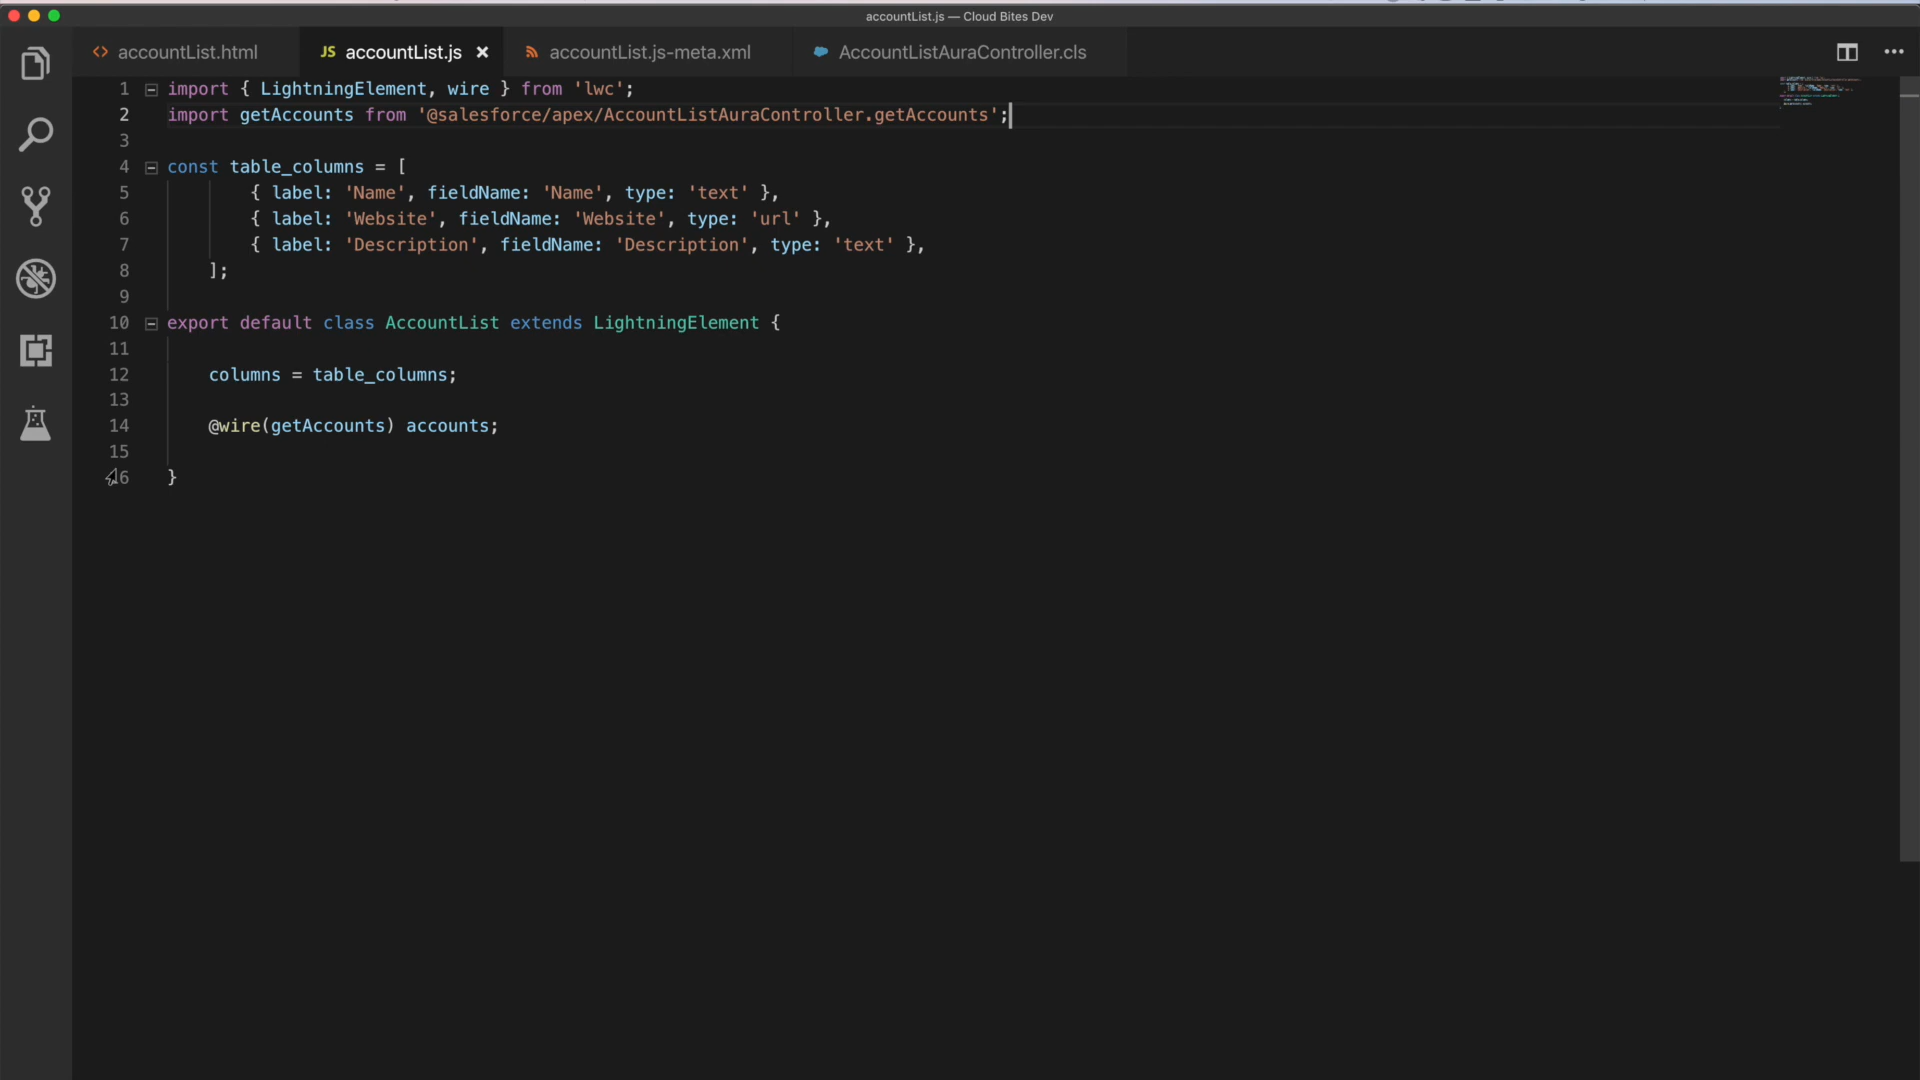 accountList.js — Cloud Bites Dev
<> accountList.html
JS accountList.js ×
accountList.js-meta.xml
AccountListAuraController.cls
1 import { LightningElement, wire } from 'lwc';
2 import getAccounts from '@salesforce/apex/AccountListAuraController.getAccounts';
3
4 const table_columns = [
5 { label: 'Name', fieldName: 'Name', type: 'text' },
6 { label: 'Website', fieldName: 'Website', type: 'url' },
7 { label: 'Description', fieldName: 'Description', type: 'text' },
8 ];
9
10 export default class AccountList extends LightningElement {
11
12 columns = table_columns;
13
14 @wire(getAccounts) accounts;
15
16 }